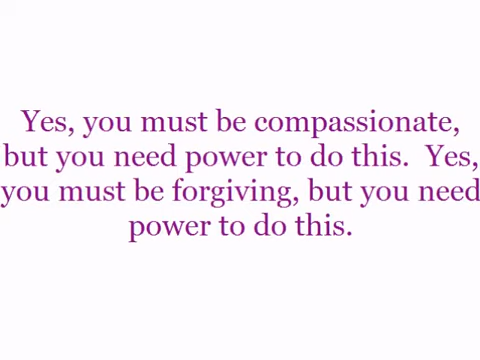 Yes, you must be compassionate,
but you need power to do this.  Yes,
you must be forgiving, but you need
power to do this.